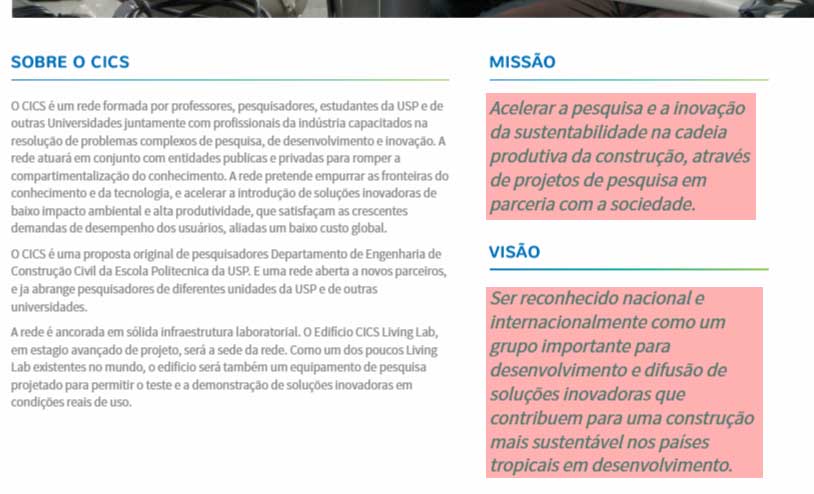 SOBRE O CICS
O CICS é um rede formada por professores, pesquisadores, estudantes da USP e de
outras Universidades juntamente com profissionais da indústria capacitados na
resolução de problemas complexos de pesquisa, de desenvolvimento e inovação. A
rede atuará em conjunto com entidades publicas e privadas para romper a
compartimentalização do conhecimento. A rede pretende empurrar as fronteiras do
conhecimento e da tecnologia, e acelerar a introdução de soluções inovadoras de
baixo impacto ambiental e alta produtividade, que satisfaçam as crescentes
demandas de desempenho dos usuários, aliadas um baixo custo global.
O CICS é uma proposta original de pesquisadores Departamento de Engenharia de
Construção Civil da Escola Politecnica da USP. E uma rede aberta a novos parceiros,
e ja abrange pesquisadores de diferentes unidades da USP e de outras
universidades.
A rede é ancorada em sólida infraestrutura laboratorial. O Edifício CICS Living Lab,
em estagio avançado de projeto, será a sede da rede. Como um dos poucos Living
Lab existentes no mundo, o edifício será também um equipamento de pesquisa
projetado para permitir o teste e a demonstração de soluções inovadoras em
condições reais de uso.
MISSÃO
Acelerar a pesquisa e a inovação
da sustentabilidade na cadeia
produtiva da construção, através
de projetos de pesquisa em
parceria com a sociedade.
VISÃO
Ser reconhecido nacional e
internacionalmente como um
grupo importante para
desenvolvimento e difusão de
soluções inovadoras que
contribuem para uma construção
mais sustentável nos países
tropicais em desenvolvimento.